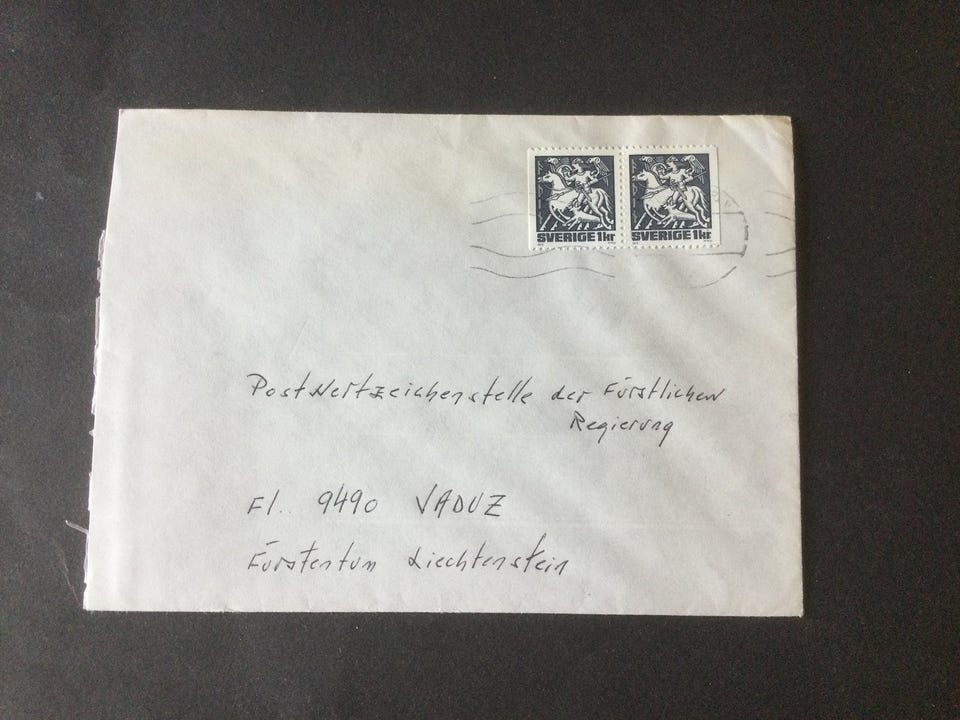 SVERIGE 1kr SVERIGE 1kr
Postwertzeichenstelle der Fürstlichen
Regierung
Fl.. 9490 VADUZ
Fürstentum Liechtenstein